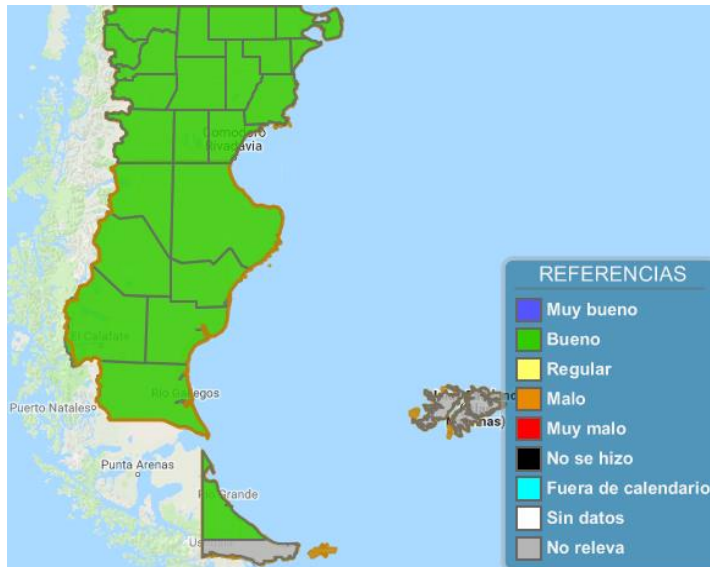 Comodoro
Rivadavia
El Calafate
Río Gallegos
Puerto Natales
Punta Arenas
Río Grande
REFERENCIAS
Muy bueno
Bueno
Regular
Malo
Muy malo
No se hizo
Fuera de calendario
Sin datos
No releva